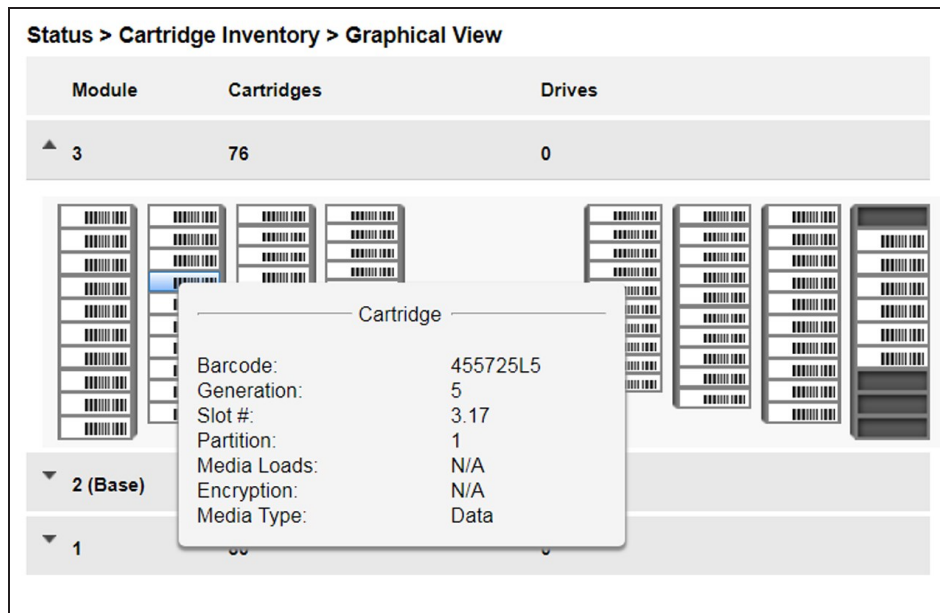 Status > Cartridge Inventory > Graphical View
Module Cartridges Drives
3 76 0
Cartridge
Barcode: 455725L5
Generation: 5
Slot #: 3.17
Partition: 1
Media Loads: N/A
Encryption: N/A
Media Type: Data
2 (Base)
1